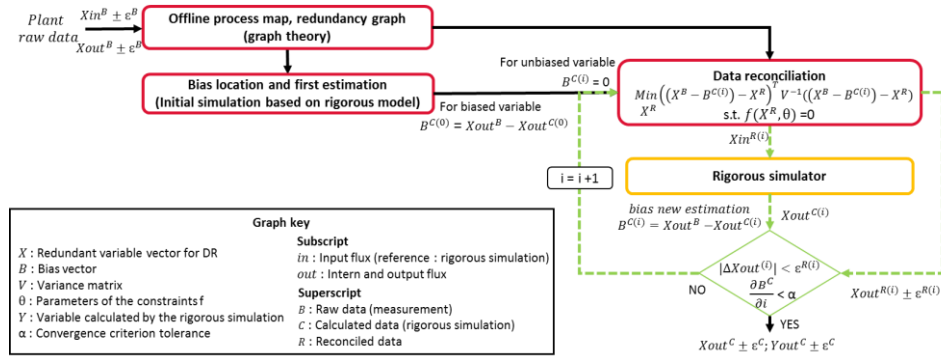 Plant
raw data
Xin^B ± ε^B
Xout^B ± ε^B
Offline process map, redundancy graph
(graph theory)
Bias location and first estimation
(Initial simulation based on rigorous model)
For unbiased variable
B^{C(i)} = 0
For biased variable
B^{C(0)} = Xout^B − Xout^{C(0)}
Data reconciliation
Min ((X^B − B^{C(i)}) − X^R)^T V^{-1}((X^B − B^{C(i)}) − X^R)
X^R
s.t. f(X^R, θ) =0
Xin^{R(i)}
i = i +1
Rigorous simulator
bias new estimation
B^{C(i)} = Xout^B − Xout^{C(i)}
Xout^{C(i)}
|ΔXout^{(i)}| < ε^{R(i)}
∂B^C
∂i
< α
NO
YES
Xout^{R(i)} ± ε^{R(i)}
Xout^C ± ε^C; Yout^C ± ε^C
Graph key
X : Redundant variable vector for DR
B : Bias vector
V : Variance matrix
θ : Parameters of the constraints f
Y : Variable calculated by the rigorous simulation
α : Convergence criterion tolerance
Subscript
in : Input flux (reference : rigorous simulation)
out : Intern and output flux
Superscript
B : Raw data (measurement)
C : Calculated data (rigorous simulation)
R : Reconciled data